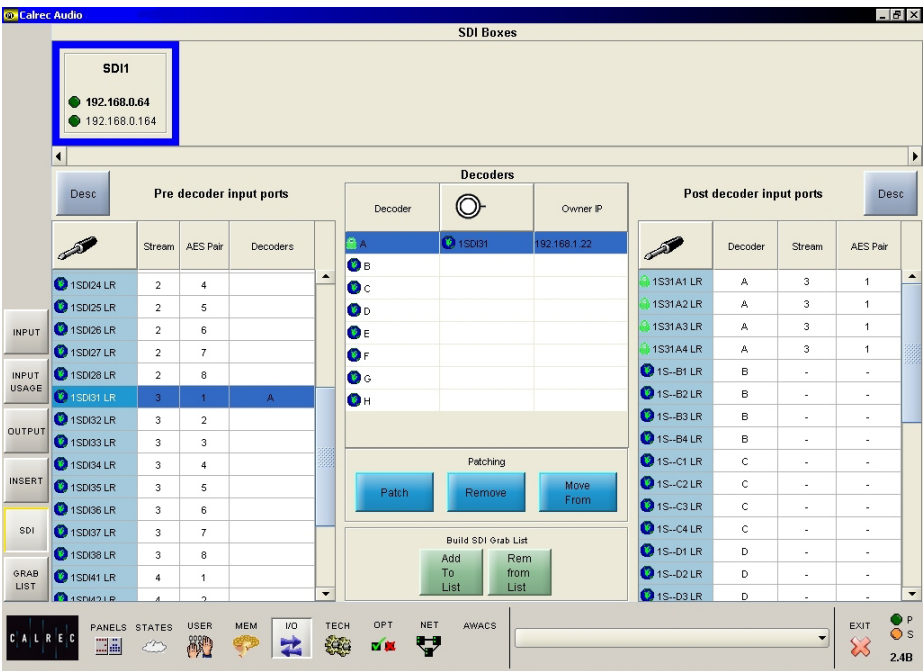 Calrec Audio
SDI Boxes
SDI1
192.168.0.64
192.168.0.164
Desc
Pre decoder input ports
Stream AES Pair Decoders
1SDI24 LR 2 4
1SDI25 LR 2 5
1SDI26 LR 2 6
1SDI27 LR 2 7
1SDI28 LR 2 8
1SDI31 LR 3 1 A
1SDI32 LR 3 2
1SDI33 LR 3 3
1SDI34 LR 3 4
1SDI35 LR 3 5
1SDI36 LR 3 6
1SDI37 LR 3 7
1SDI38 LR 3 8
1SDI41 LR 4 1
1SDI42 LR 4 2
Decoders
Decoder Owner IP
A 1SDI31 192.168.1.22
B
C
D
E
F
G
H
Patching
Patch Remove Move From
Build SDI Grab List
Add To List Rem from List
Post decoder input ports
Desc
Decoder Stream AES Pair
1S31A1 LR A 3 1
1S31A2 LR A 3 1
1S31A3 LR A 3 1
1S31A4 LR A 3 1
1S--B1 LR B - -
1S--B2 LR B - -
1S--B3 LR B - -
1S--B4 LR B - -
1S--C1 LR C - -
1S--C2 LR C - -
1S--C3 LR C - -
1S--C4 LR C - -
1S--D1 LR D - -
1S--D2 LR D - -
1S--D3 LR D - -
INPUT
INPUT USAGE
OUTPUT
INSERT
SDI
GRAB LIST
CALREC
PANELS STATES USER MEM I/O TECH OPT NET AWACS
EXIT
P
S
2.4B